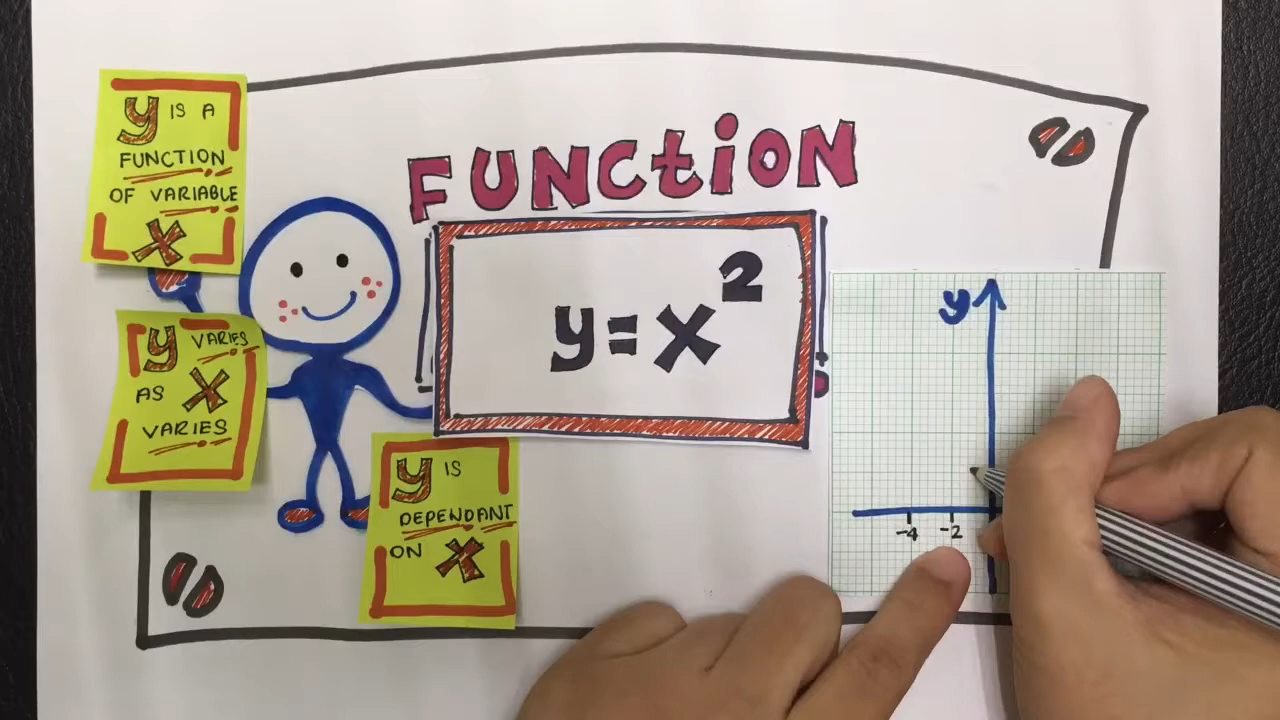 FUNCtiON
y IS A
FUNCTION
OF VARIABLE
X
y VARIES
AS X
VARIES
y IS
DEPENDANT
ON X
y=x²
y
-4 -2